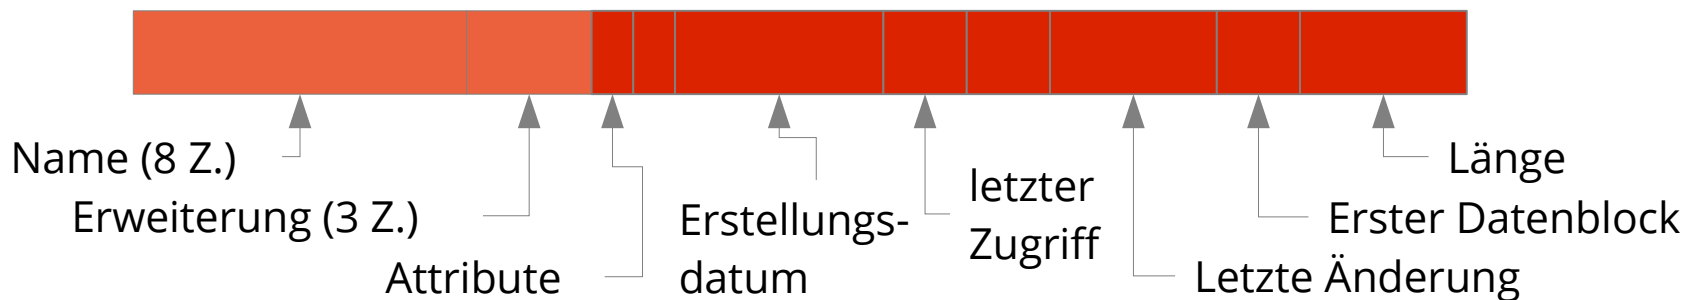 Name (8 Z.)
Erweiterung (3 Z.)
Attribute
Erstellungs-
datum
letzter
Zugriff
Letzte Änderung
Erster Datenblock
Länge